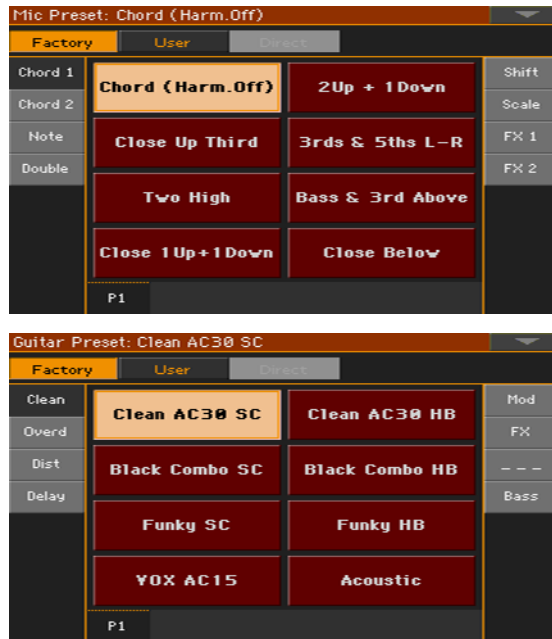 Mic Preset: Chord (Harm.Off)
Factory User Direct
Chord 1 Chord (Harm.Off) 2Up + 1Down Shift
Chord 2 Scale
Note Close Up Third 3rds & 5ths L-R FX 1
Double FX 2
Two High Bass & 3rd Above
Close 1Up+1Down Close Below
P1
Guitar Preset: Clean AC30 SC
Factory User Direct
Clean Clean AC30 SC Clean AC30 HB Mod
Overd FX
Dist Black Combo SC Black Combo HB ---
Delay Bass
Funky SC Funky HB
VOX AC15 Acoustic
P1